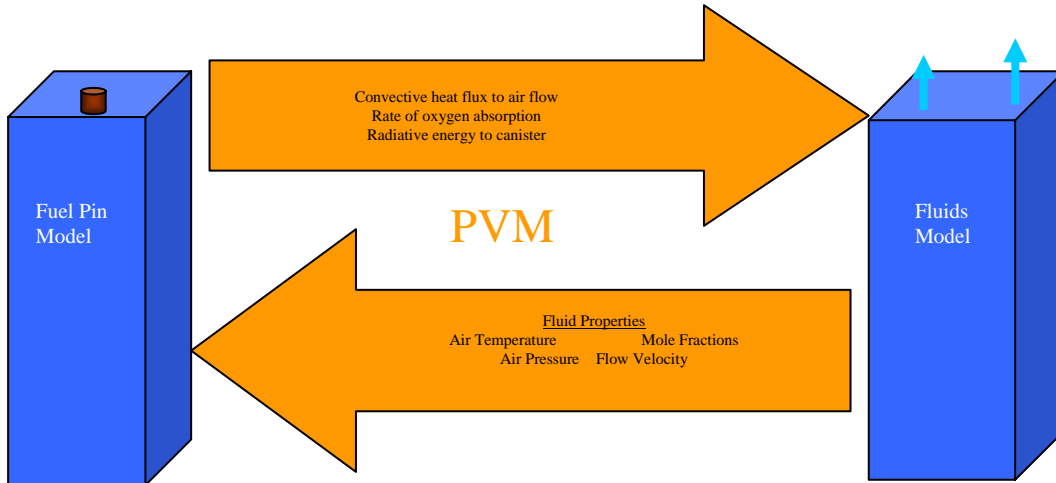 Convective heat flux to air flow
Rate of oxygen absorption
Radiative energy to canister
Fuel Pin
Model
PVM
Fluids
Model
Fluid Properties
Air Temperature Mole Fractions
Air Pressure Flow Velocity